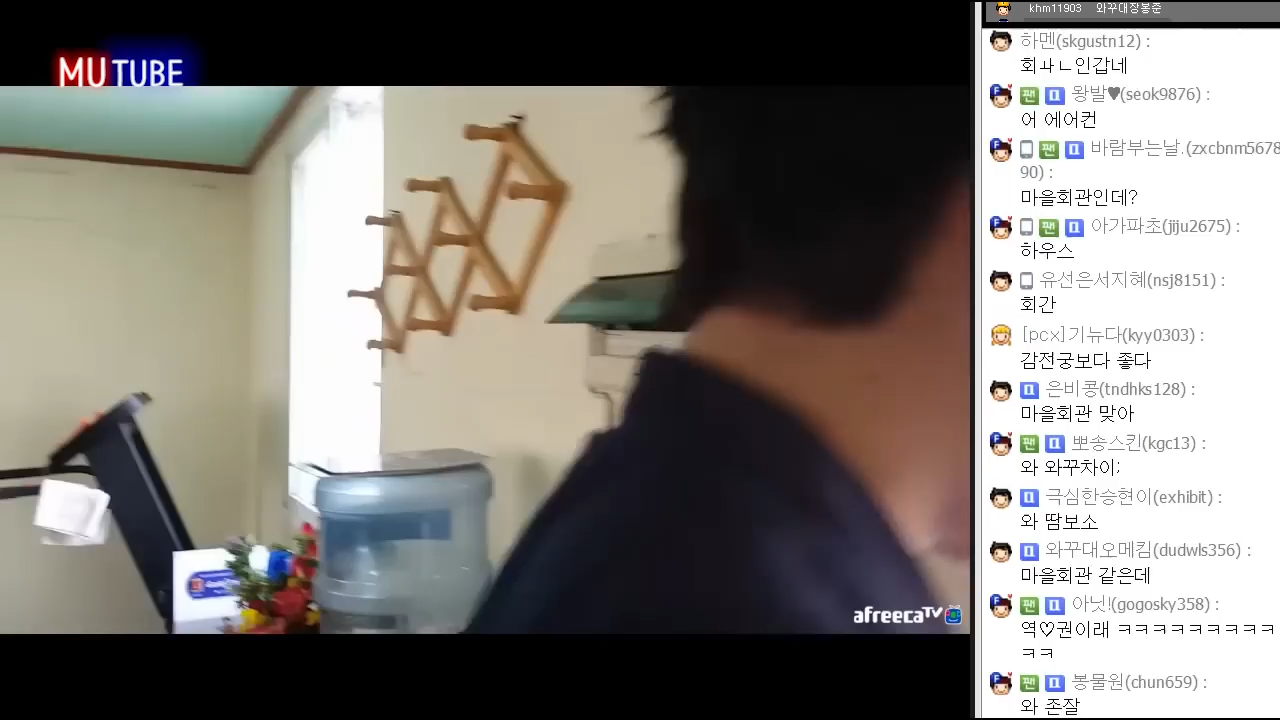 MUTUBE
afreecaTV
khm11903 와꾸대장봉준
하멘(skgustn12) :
회ㅘㄴ인갑네
팬 왕발♥(seok9876) :
어 에어컨
팬 바람부는날.(zxcbnm5678
90) :
마을회관인데?
팬 아가파초(jiju2675) :
하우스
유선은서지혜(nsj8151) :
회간
[pcx]기뉴다(kyy0303) :
감전궁보다 좋다
은비콩(tndhks128) :
마을회관 맞아
팬 뽀송스킨(kgc13) :
와 와꾸차이;
극심한승현이(exhibit) :
와 땀보소
와꾸대오메킴(dudwls356) :
마을회관 같은데
팬 아닛!(gogosky358) :
역♡권이래 ㅋㅋㅋㅋㅋㅋㅋㅋㅋ
ㅋㅋ
팬 봉물원(chun659) :
와 존잘